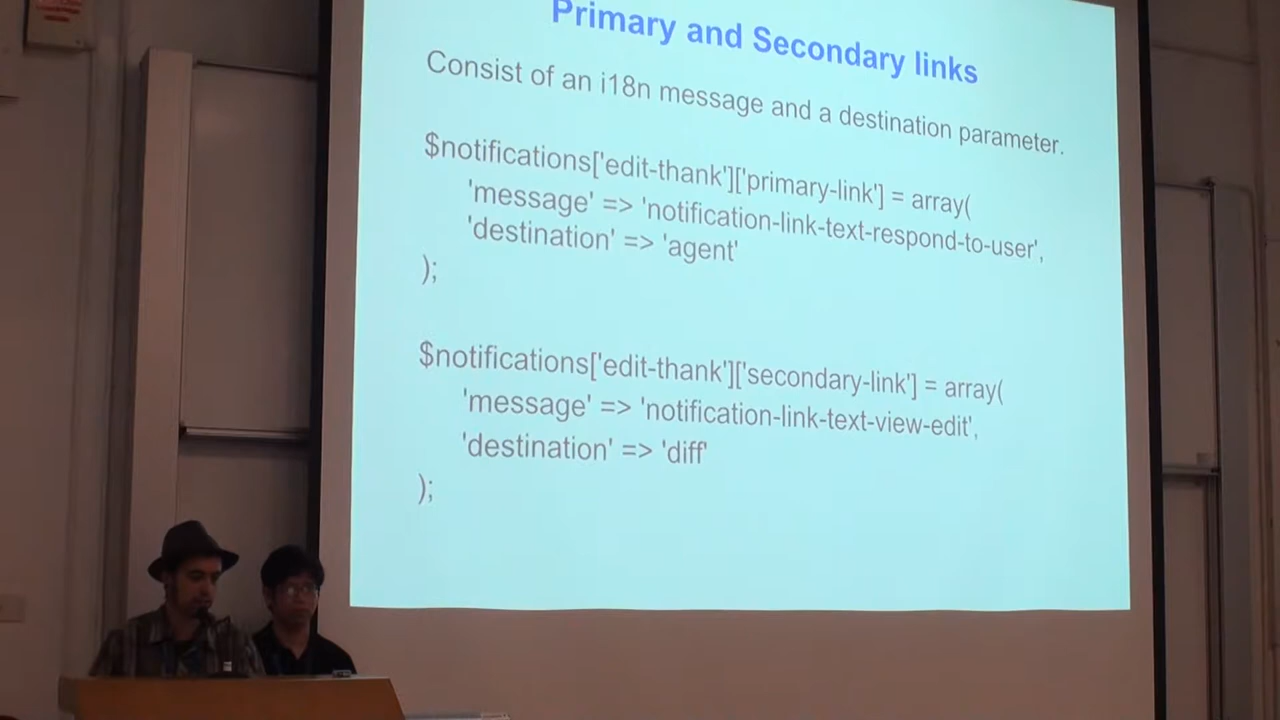 Primary and Secondary links
Consist of an i18n message and a destination parameter.
$notifications['edit-thank']['primary-link'] = array(
'message' => 'notification-link-text-respond-to-user',
'destination' => 'agent'
);
$notifications['edit-thank']['secondary-link'] = array(
'message' => 'notification-link-text-view-edit',
'destination' => 'diff'
);